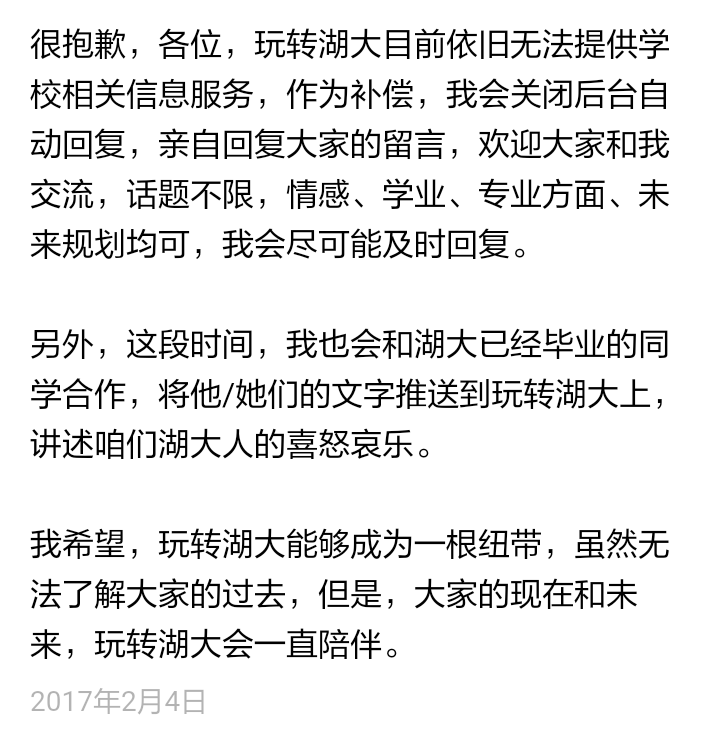 很抱歉，各位，玩转湖大目前依旧无法提供学
校相关信息服务，作为补偿，我会关闭后台自
动回复，亲自回复大家的留言，欢迎大家和我
交流，话题不限，情感、学业、专业方面、未
来规划均可，我会尽可能及时回复。
另外，这段时间，我也会和湖大已经毕业的同
学合作，将他/她们的文字推送到玩转湖大上，
讲述咱们湖大人的喜怒哀乐。
我希望，玩转湖大能够成为一根纽带，虽然无
法了解大家的过去，但是，大家的现在和未
来，玩转湖大会一直陪伴。
2017年2月4日